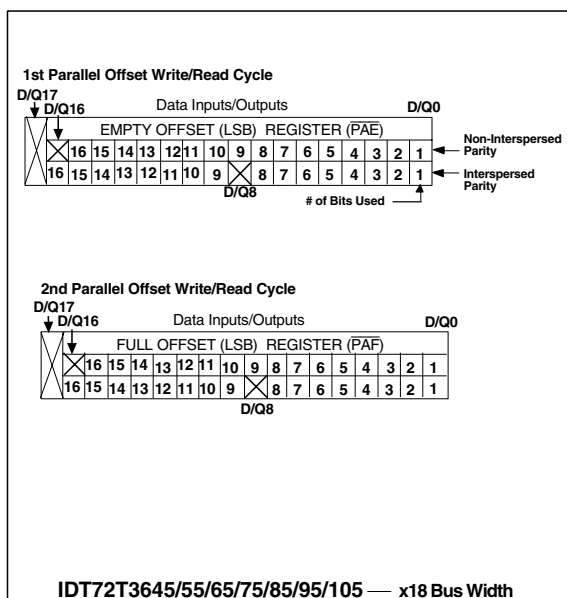 1st Parallel Offset Write/Read Cycle
D/Q17
D/Q16 Data Inputs/Outputs D/Q0
EMPTY OFFSET (LSB) REGISTER (PAE)
16 15 14 13 12 11 10 9 8 7 6 5 4 3 2 1 Non-Interspersed Parity
16 15 14 13 12 11 10 9 8 7 6 5 4 3 2 1 Interspersed Parity
D/Q8
# of Bits Used
2nd Parallel Offset Write/Read Cycle
D/Q17
D/Q16 Data Inputs/Outputs D/Q0
FULL OFFSET (LSB) REGISTER (PAF)
16 15 14 13 12 11 10 9 8 7 6 5 4 3 2 1
16 15 14 13 12 11 10 9 8 7 6 5 4 3 2 1
D/Q8
IDT72T3645/55/65/75/85/95/105 — x18 Bus Width